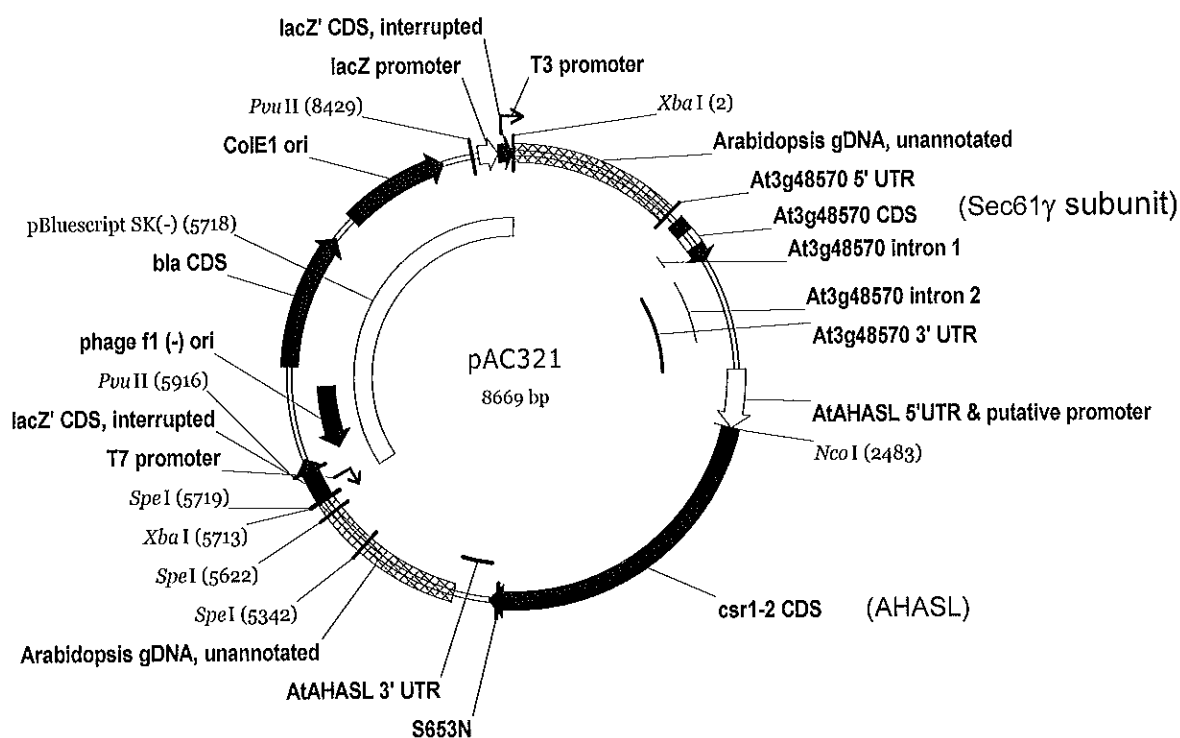 lacZ' CDS, interrupted
lacZ promoter
T3 promoter
PvuII (8429)
XbaI (2)
ColE1 ori
Arabidopsis gDNA, unannotated
At3g48570 5' UTR
(Sec61γ subunit)
At3g48570 CDS
pBluescript SK(-) (5718)
At3g48570 intron 1
bla CDS
At3g48570 intron 2
At3g48570 3' UTR
phage f1 (-) ori
pAC321
8669 bp
PvuII (5916)
lacZ' CDS, interrupted
AtAHASL 5'UTR & putative promoter
NcoI (2483)
T7 promoter
SpeI (5719)
XbaI (5713)
SpeI (5622)
SpeI (5342)
csr1-2 CDS
(AHASL)
Arabidopsis gDNA, unannotated
AtAHASL 3' UTR
S653N